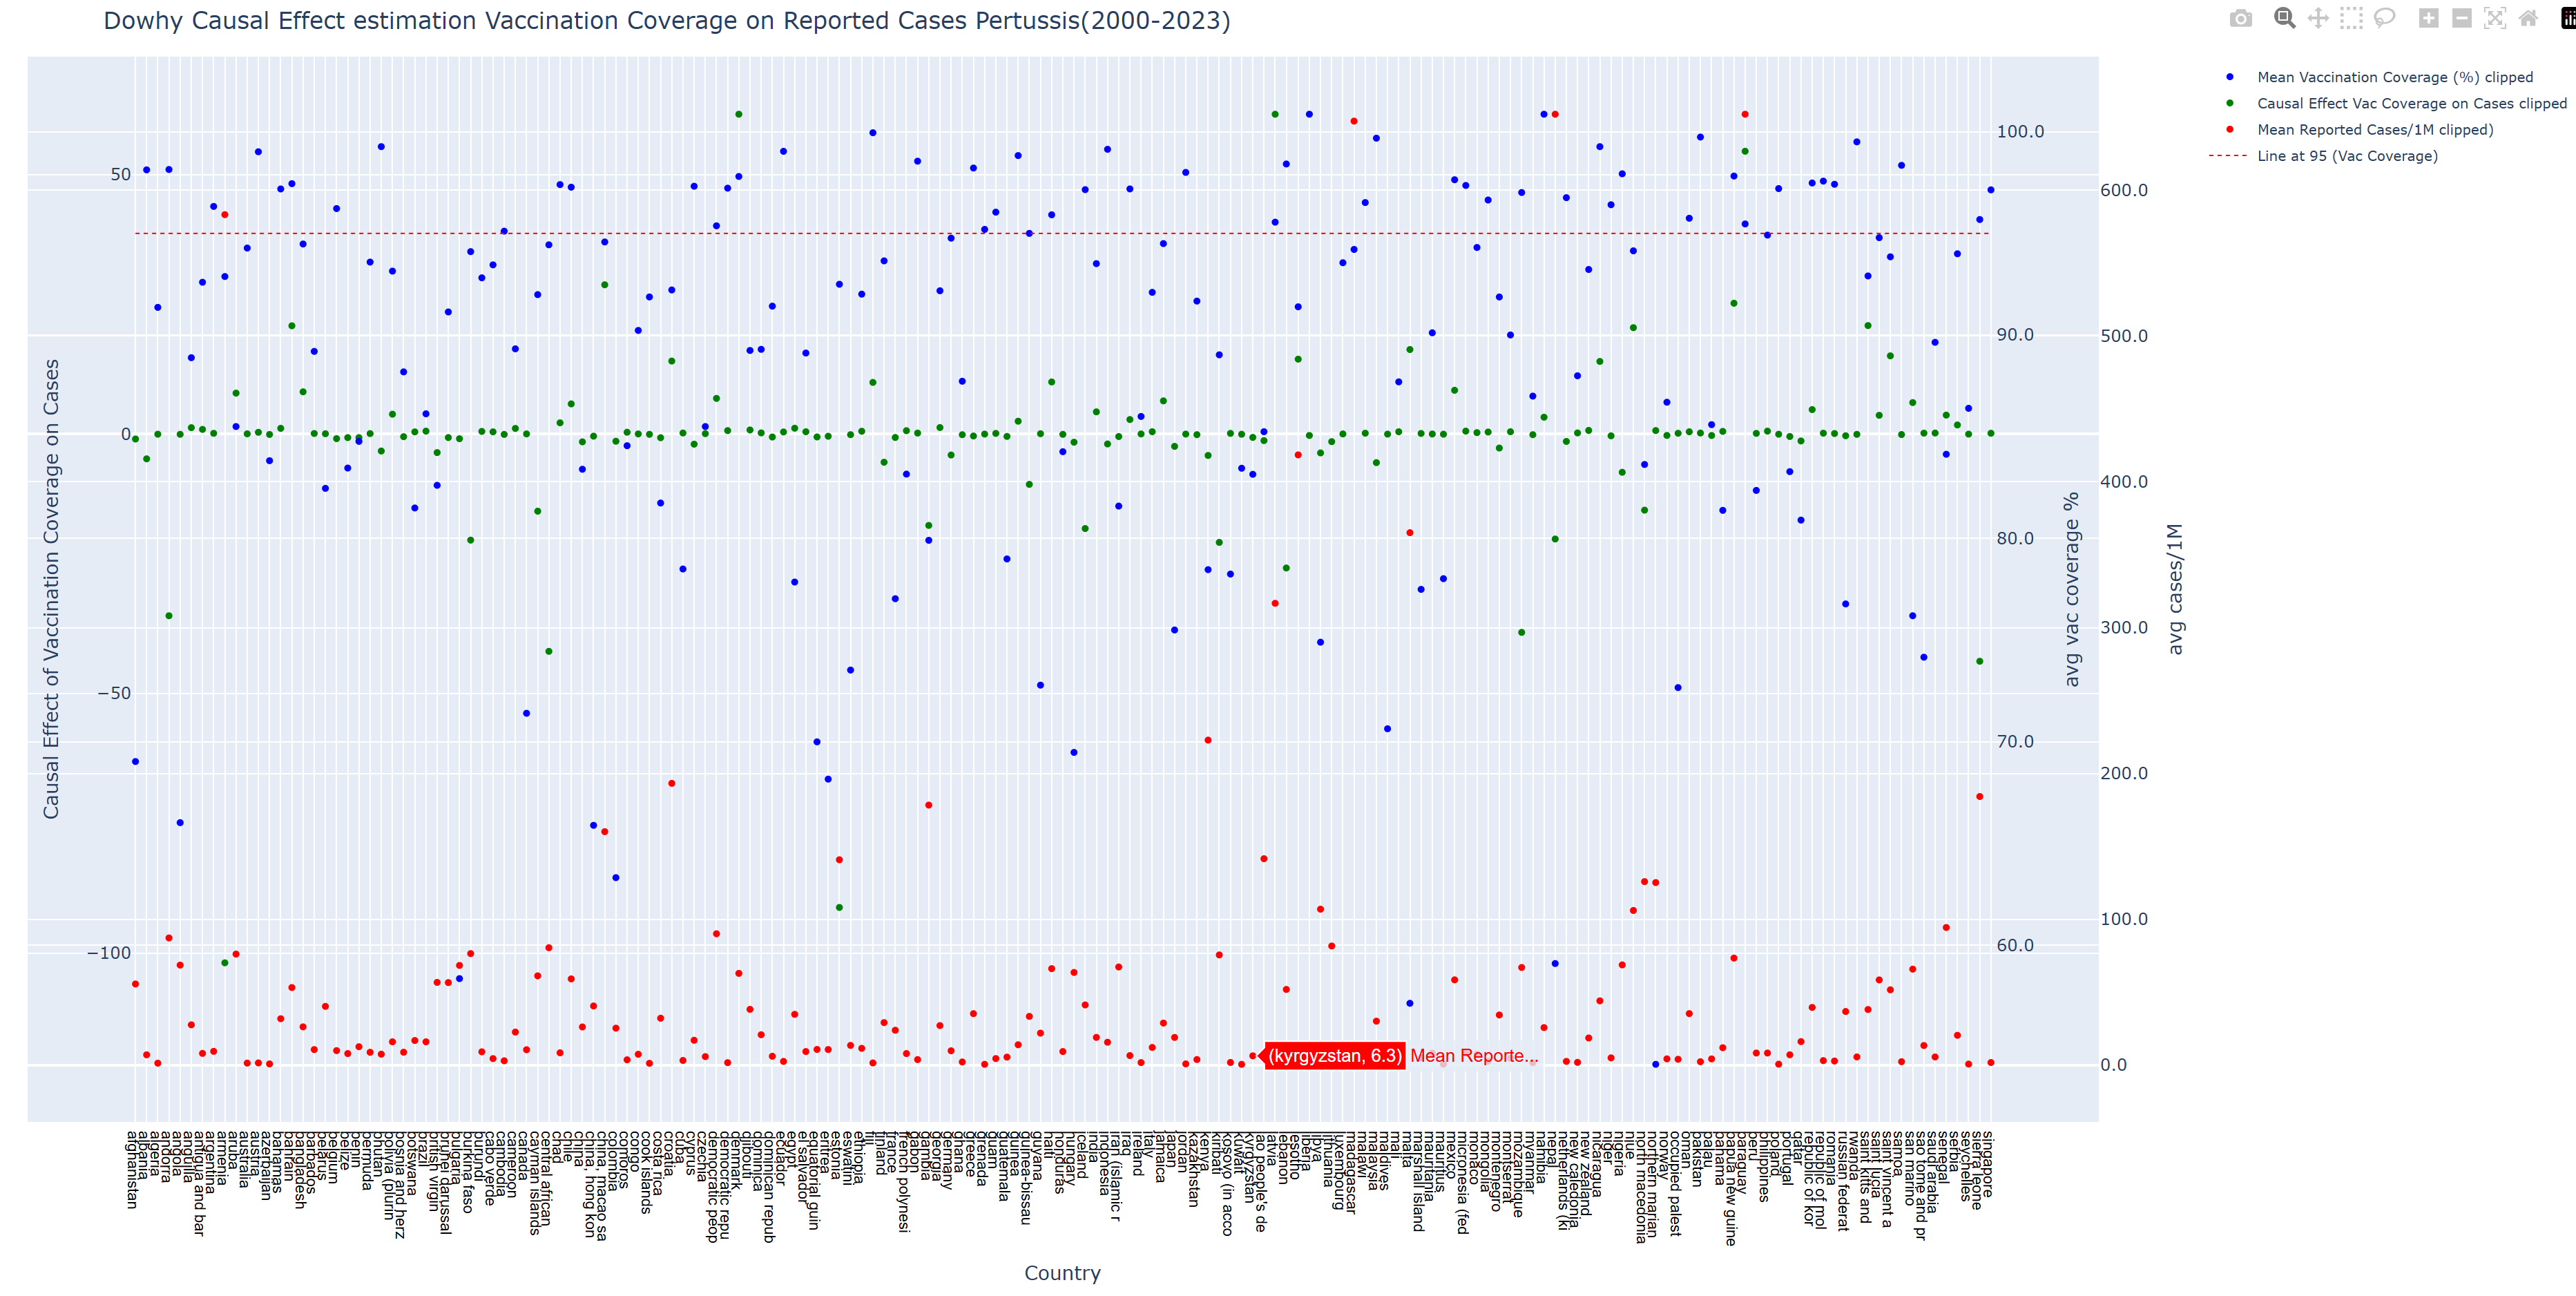 Dowhy Causal Effect estimation Vaccination Coverage on Reported Cases Pertussis(2000-2023)
Mean Vaccination Coverage (%) clipped
Causal Effect Vac Coverage on Cases clipped
Mean Reported Cases/1M clipped)
Line at 95 (Vac Coverage)
Causal Effect of Vaccination Coverage on Cases
50
0
−50
−100
100.0
90.0
80.0
70.0
60.0
avg vac coverage %
600.0
500.0
400.0
300.0
200.0
100.0
0.0
avg cases/1M
(kyrgyzstan, 6.3)
Mean Reporte...
afghanistan
albania
algeria
andorra
angola
anguilla
antigua and bar
argentina
armenia
aruba
australia
austria
azerbaijan
bahamas
bahrain
bangladesh
barbados
belarus
belgium
belize
benin
bermuda
bhutan
bolivia (plurin
bosnia and herz
botswana
brazil
british virgin
brunei darussal
bulgaria
burkina faso
burundi
cabo verde
cambodia
cameroon
canada
cayman islands
central african
chad
chile
china
china, hong kon
china, macao sa
colombia
comoros
congo
cook islands
costa rica
croatia
cuba
cyprus
czechia
democratic peop
democratic repu
denmark
djibouti
dominica
dominican repub
ecuador
egypt
el salvador
equatorial guin
eritrea
estonia
eswatini
ethiopia
fiji
finland
france
french polynesi
gabon
gambia
georgia
germany
ghana
greece
grenada
guam
guatemala
guinea
guinea-bissau
guyana
haiti
honduras
hungary
iceland
india
indonesia
iran (islamic r
iraq
ireland
italy
jamaica
japan
jordan
kazakhstan
kenya
kiribati
kosovo (in acco
kuwait
kyrgyzstan
lao people's de
latvia
lebanon
lesotho
liberia
libya
lithuania
luxembourg
madagascar
malawi
malaysia
maldives
mali
malta
marshall island
mauritania
mauritius
mexico
micronesia (fed
monaco
mongolia
montenegro
montserrat
mozambique
myanmar
namibia
nepal
netherlands (ki
new caledonia
new zealand
nicaragua
niger
nigeria
niue
north macedonia
northern marian
norway
occupied palest
oman
pakistan
palau
panama
papua new guine
paraguay
peru
philippines
poland
portugal
qatar
republic of kor
republic of mol
romania
russian federat
rwanda
saint kitts and
saint lucia
saint vincent a
samoa
san marino
sao tome and pr
saudi arabia
senegal
serbia
seychelles
sierra leone
singapore
Country